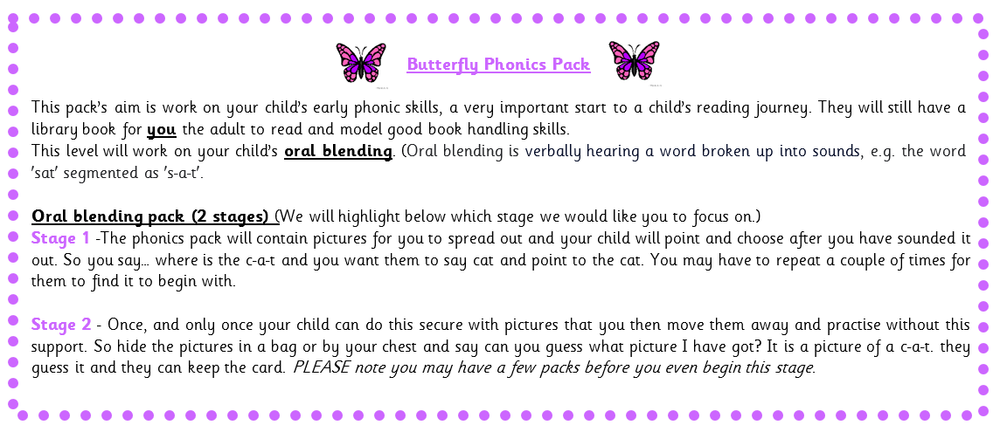 Butterfly Phonics Pack
This pack's aim is work on your child's early phonic skills, a very important start to a child's reading journey. They will still have a
library book for you the adult to read and model good book handling skills.
This level will work on your child's oral blending. (Oral blending is verbally hearing a word broken up into sounds, e.g. the word
'sat' segmented as 's-a-t'.
Oral blending pack (2 stages) (We will highlight below which stage we would like you to focus on.)
Stage 1 -The phonics pack will contain pictures for you to spread out and your child will point and choose after you have sounded it
out. So you say... where is the c-a-t and you want them to say cat and point to the cat. You may have to repeat a couple of times for
them to find it to begin with.
Stage 2 - Once, and only once your child can do this secure with pictures that you then move them away and practise without this
support. So hide the pictures in a bag or by your chest and say can you guess what picture I have got? It is a picture of a c-a-t. they
guess it and they can keep the card. PLEASE note you may have a few packs before you even begin this stage.